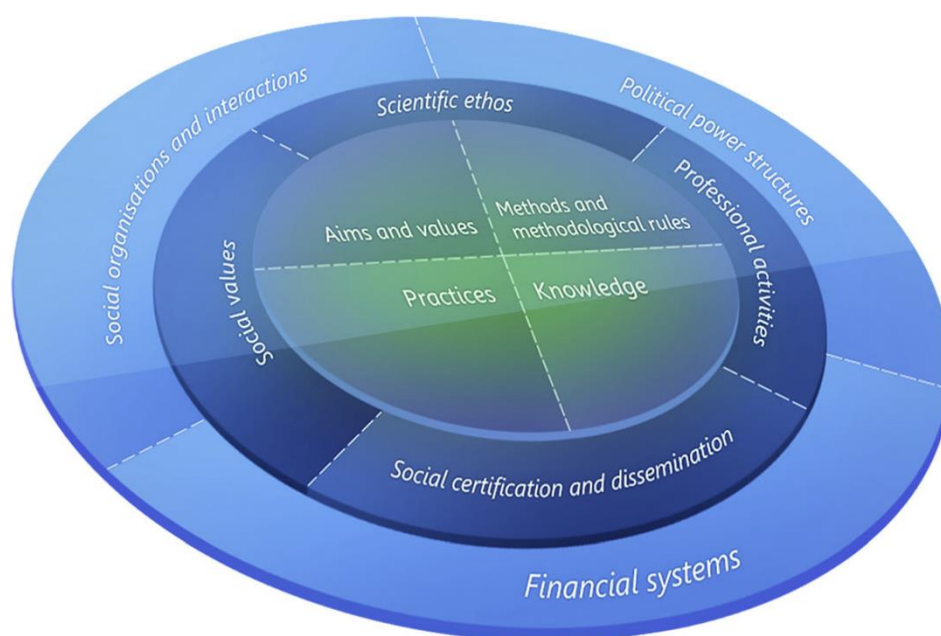 Social organisations and interactions
Political power structures
Scientific ethos
Professional activities
Social values
Aims and values
Methods and
methodological rules
Practices
Knowledge
Social certification and dissemination
Financial systems